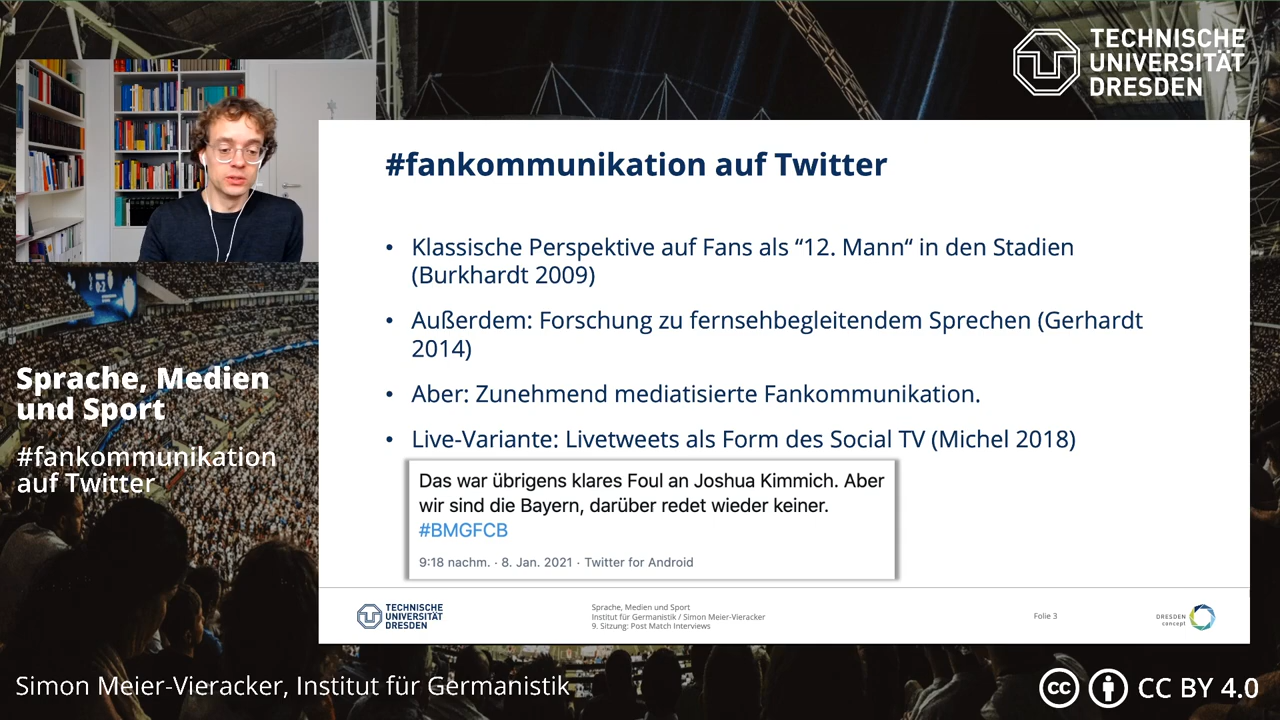 TECHNISCHE
UNIVERSITÄT
DRESDEN
#fankommunikation auf Twitter
• Klassische Perspektive auf Fans als “12. Mann“ in den Stadien
(Burkhardt 2009)
• Außerdem: Forschung zu fernsehbegleitendem Sprechen (Gerhardt
2014)
• Aber: Zunehmend mediatisierte Fankommunikation.
• Live-Variante: Livetweets als Form des Social TV (Michel 2018)
Das war übrigens klares Foul an Joshua Kimmich. Aber
wir sind die Bayern, darüber redet wieder keiner.
#BMGFCB
9:18 nachm. · 8. Jan. 2021 · Twitter for Android
TECHNISCHE
UNIVERSITÄT
DRESDEN
Sprache, Medien und Sport
Institut für Germanistik / Simon Meier-Vieracker
9. Sitzung: Post Match Interviews
Folie 3
DRESDEN
concept
Sprache, Medien
und Sport
#fankommunikation
auf Twitter
Simon Meier-Vieracker, Institut für Germanistik
cc CC BY 4.0